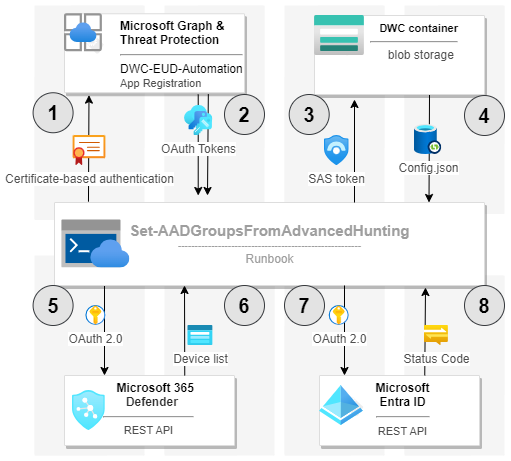 Microsoft Graph &
Threat Protection
DWC-EUD-Automation
App Registration
DWC container
blob storage
1
2
3
4
OAuth Tokens
Certificate-based authentication
SAS token
Config.json
Set-AADGroupsFromAdvancedHunting
Runbook
5
6
7
8
OAuth 2.0
Device list
OAuth 2.0
Status Code
Microsoft 365
Defender
REST API
Microsoft
Entra ID
REST API